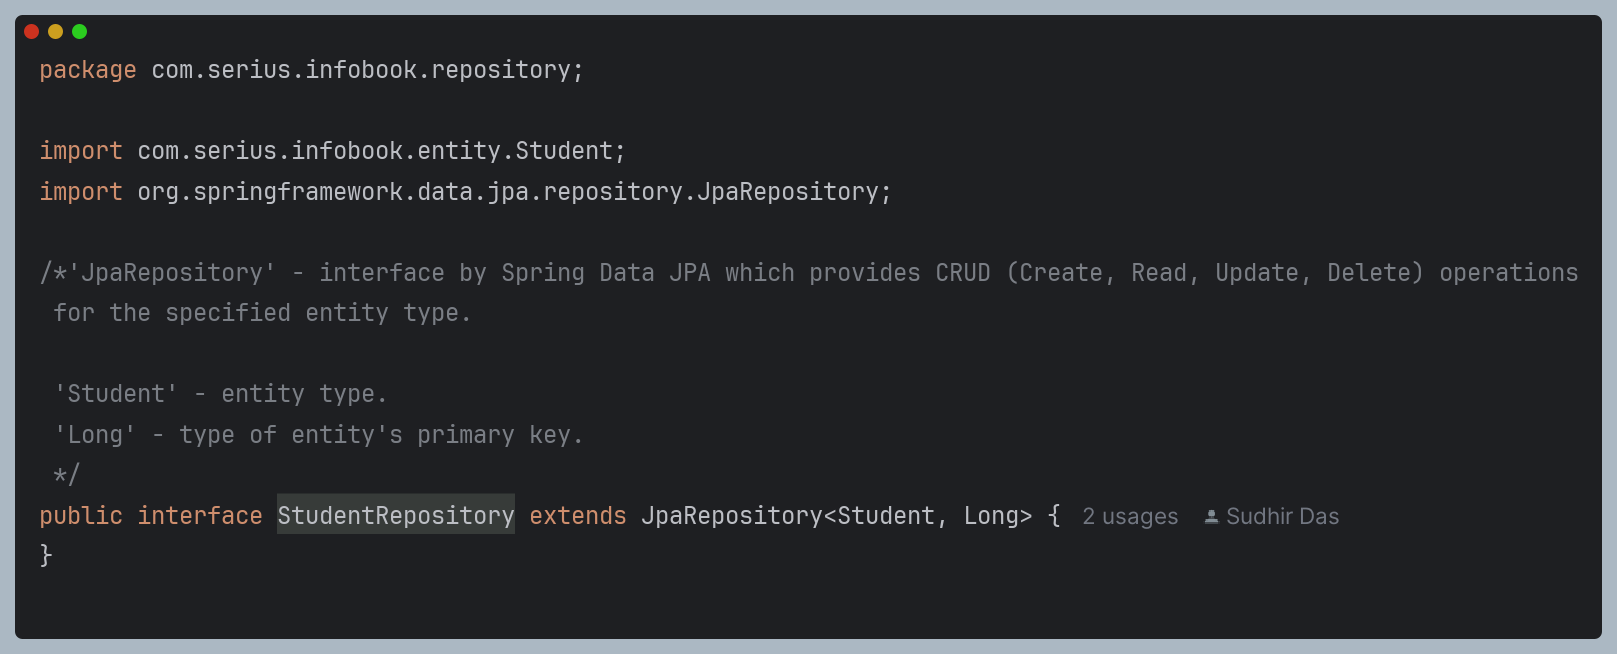 package com.serius.infobook.repository;
import com.serius.infobook.entity.Student;
import org.springframework.data.jpa.repository.JpaRepository;
/*'JpaRepository' - interface by Spring Data JPA which provides CRUD (Create, Read, Update, Delete) operations
for the specified entity type.
'Student' - entity type.
'Long' - type of entity's primary key.
*/
public interface StudentRepository extends JpaRepository<Student, Long> { 2 usages Sudhir Das
}